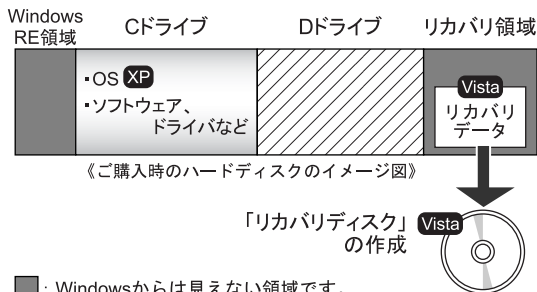 Windows
RE領域
Cドライブ
Dドライブ
リカバリ領域
▪OS XP
▪ソフトウェア、
ドライバなど
Vista
リカバリ
データ
《ご購入時のハードディスクのイメージ図》
「リカバリディスク」
の作成
Vista
：Windowsからは見えない領域です。